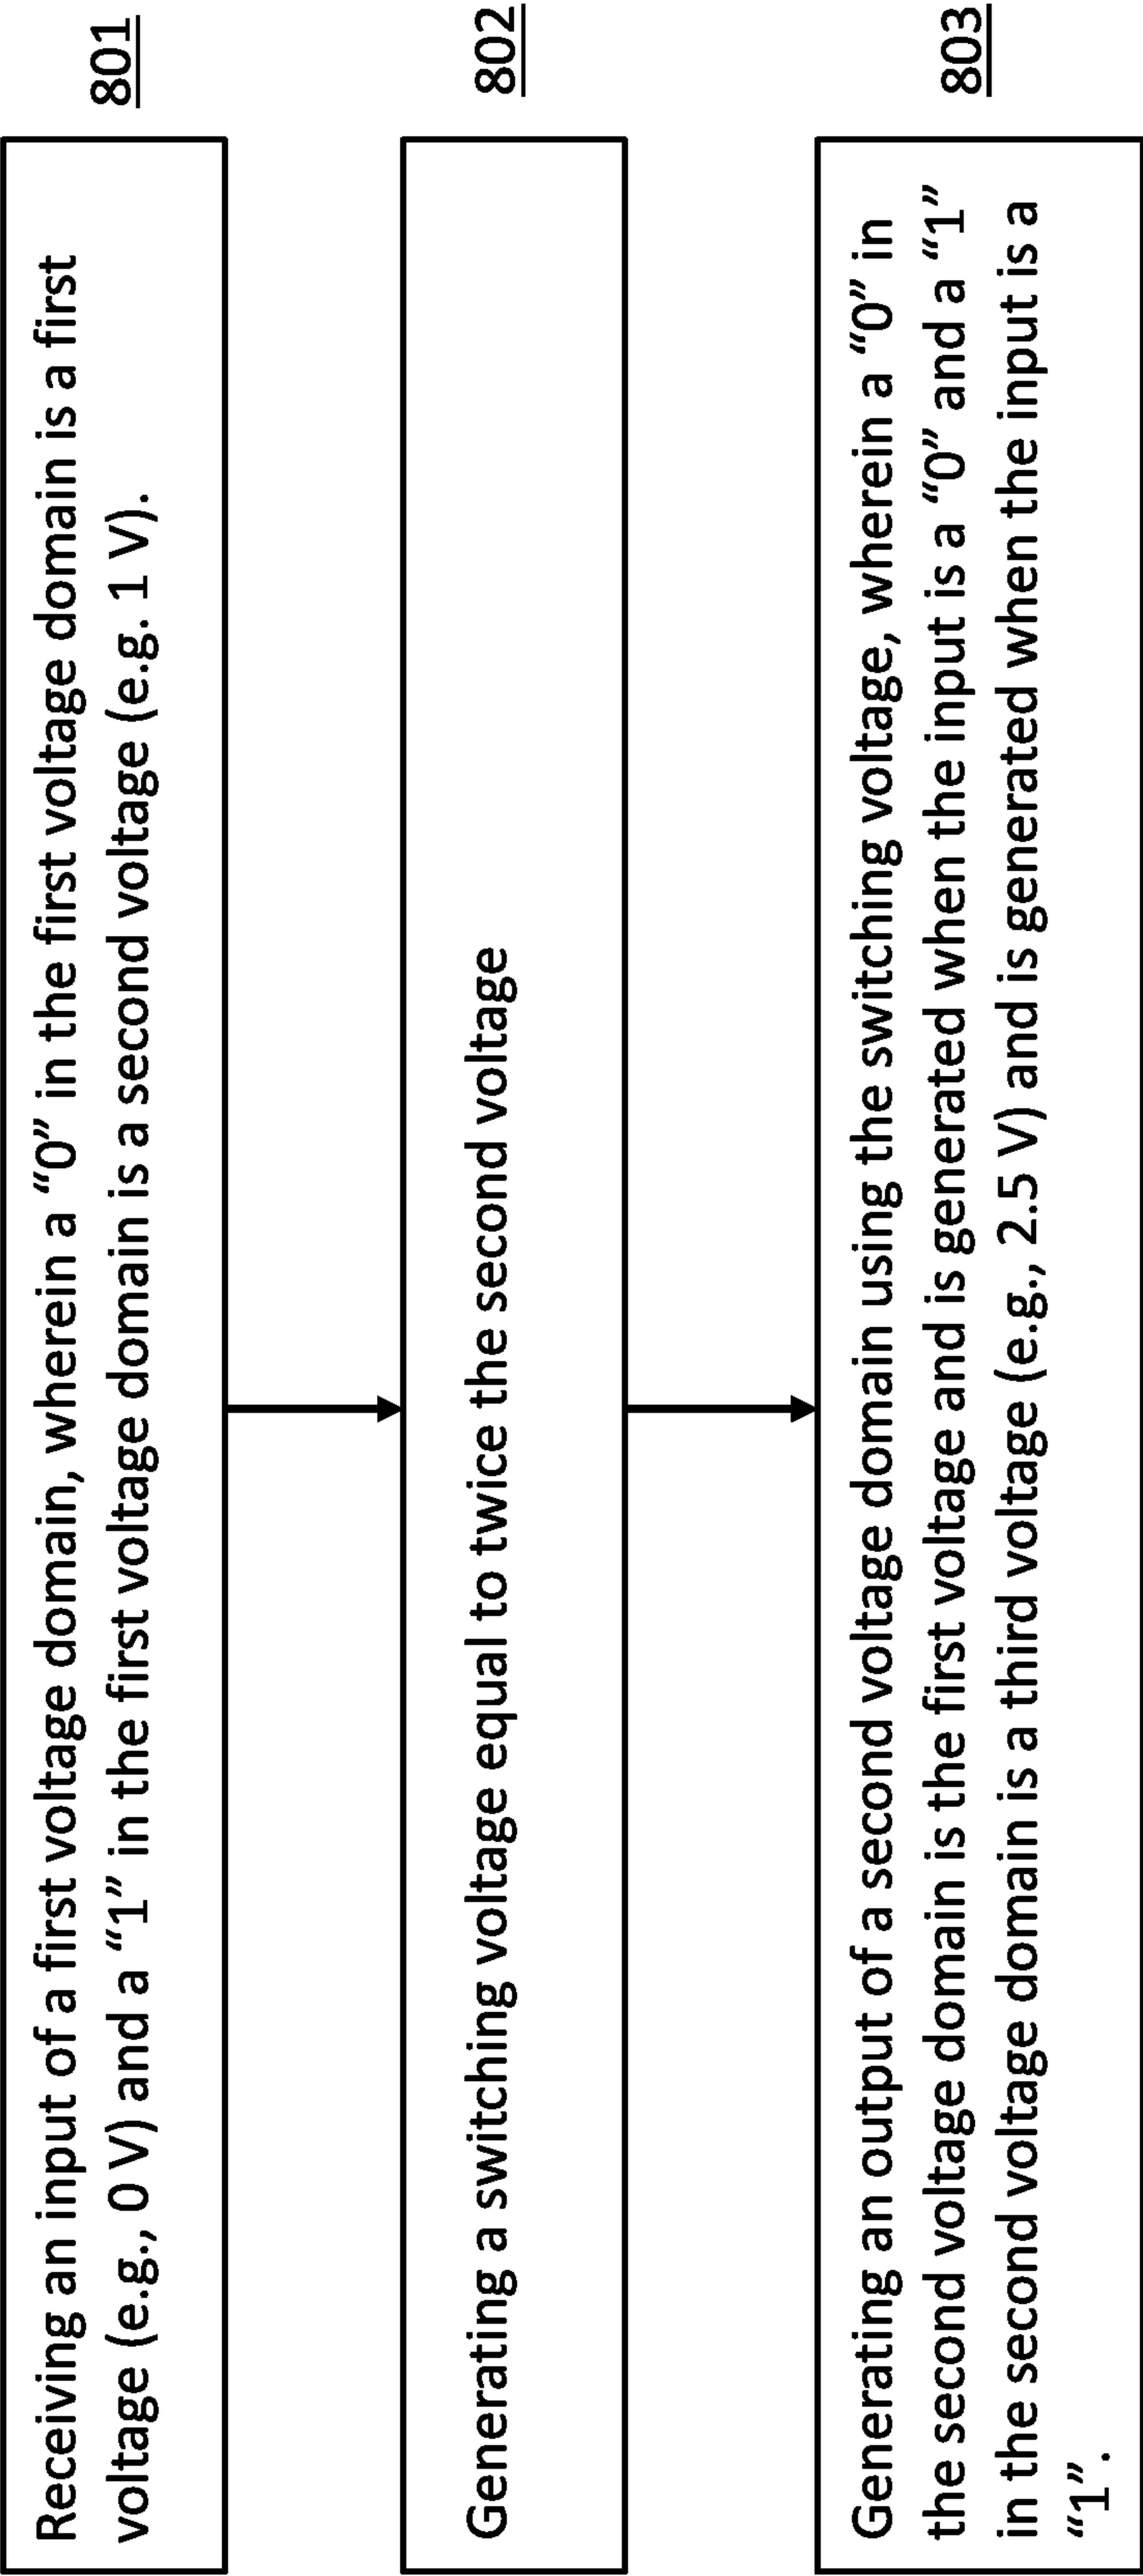 Receiving an input of a first voltage domain, wherein a “0” in the first voltage domain is a first
voltage (e.g., 0 V) and a “1” in the first voltage domain is a second voltage (e.g. 1 V).
801
Generating a switching voltage equal to twice the second voltage
802
Generating an output of a second voltage domain using the switching voltage, wherein a “0” in
the second voltage domain is the first voltage and is generated when the input is a “0” and a “1”
in the second voltage domain is a third voltage (e.g., 2.5 V) and is generated when the input is a
“1”.
803